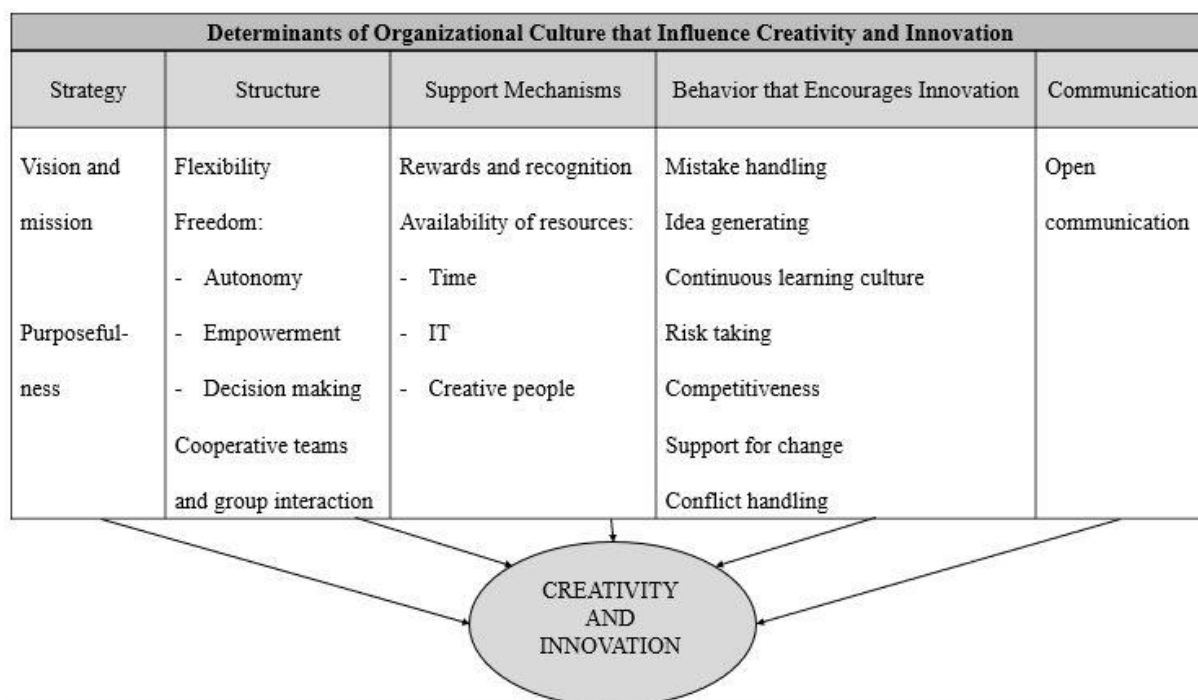 Determinants of Organizational Culture that Influence Creativity and Innovation
Strategy
Structure
Support Mechanisms
Behavior that Encourages Innovation
Communication
Vision and
mission
Purposeful-
ness
Flexibility
Freedom:
- Autonomy
- Empowerment
- Decision making
Cooperative teams
and group interaction
Rewards and recognition
Availability of resources:
- Time
- IT
- Creative people
Mistake handling
Idea generating
Continuous learning culture
Risk taking
Competitiveness
Support for change
Conflict handling
Open
communication
CREATIVITY
AND
INNOVATION